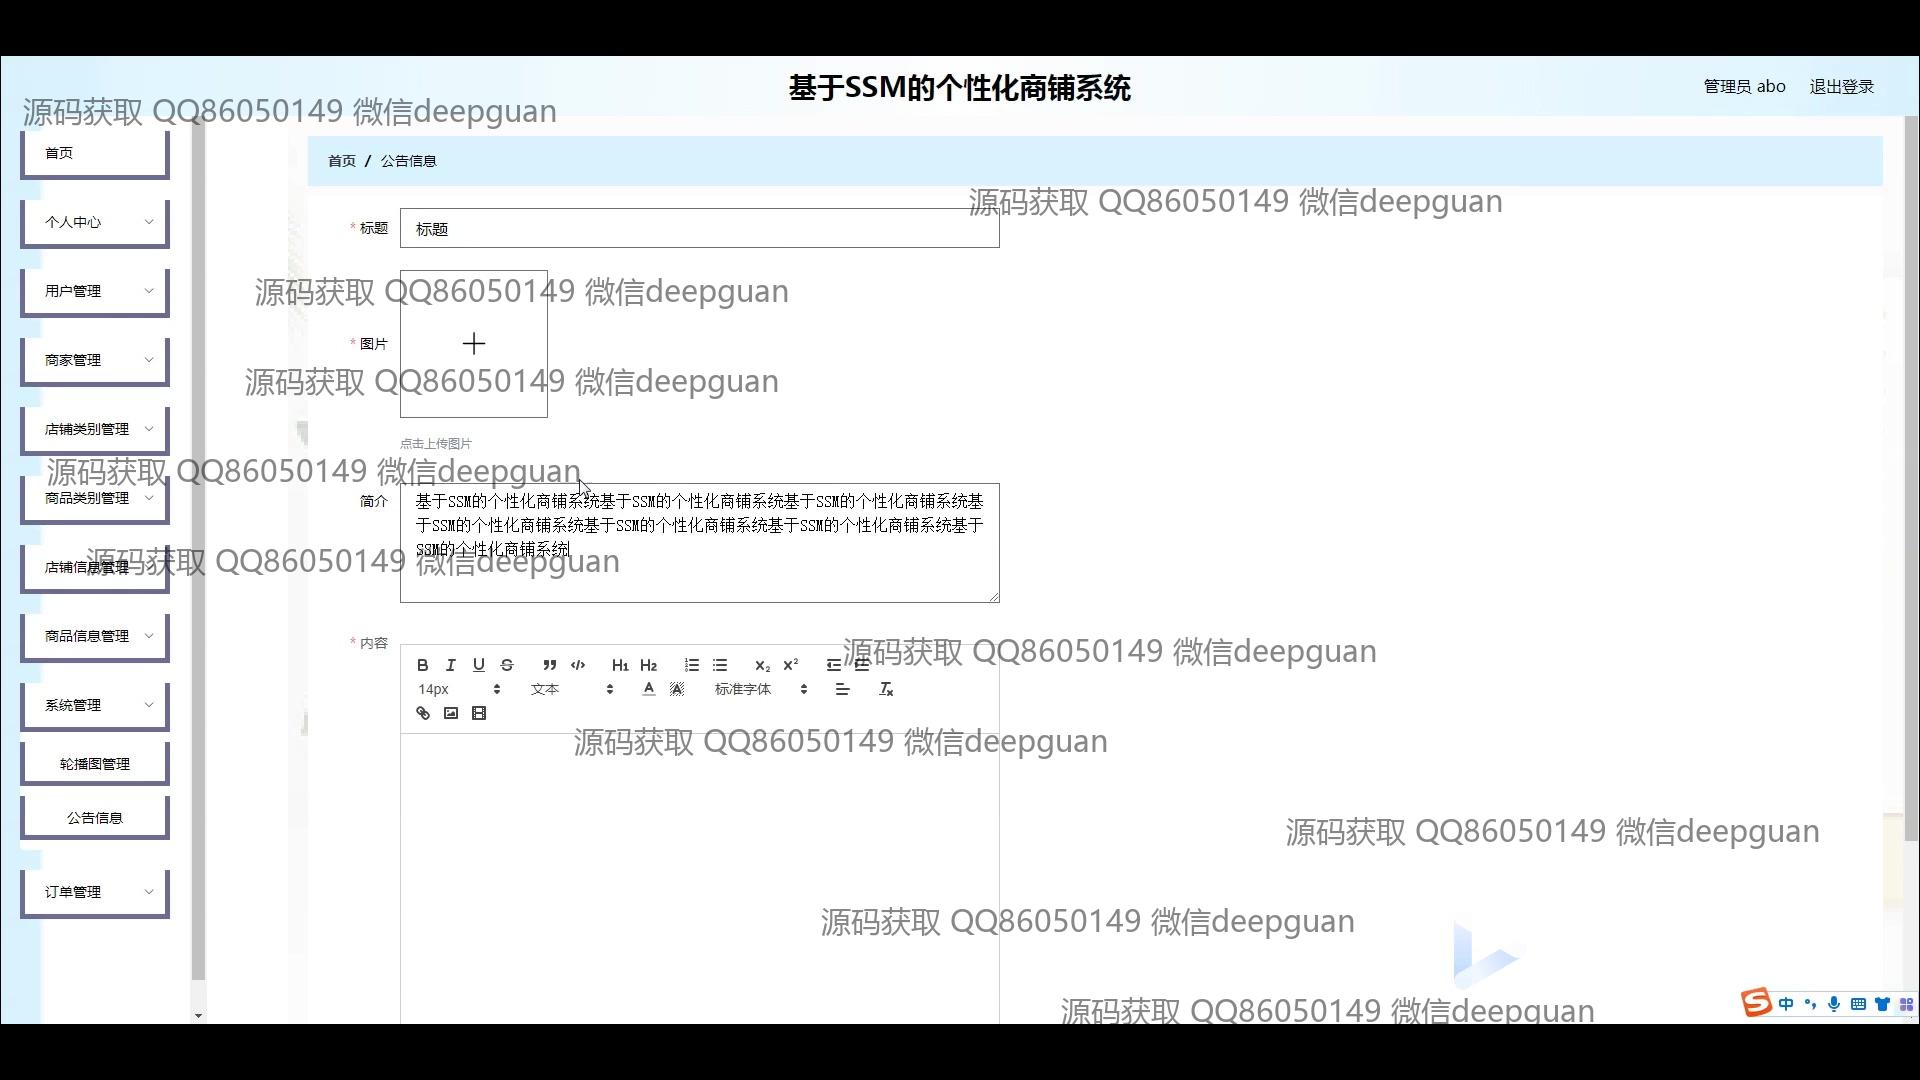 基于SSM的个性化商铺系统
管理员 abo
退出登录
源码获取 QQ86050149 微信deepguan
首页
首页 / 公告信息
源码获取 QQ86050149 微信deepguan
个人中心
* 标题
标题
用户管理
源码获取 QQ86050149 微信deepguan
* 图片
商家管理
源码获取 QQ86050149 微信deepguan
店铺类别管理
点击上传图片
源码获取 QQ86050149 微信deepguan
商品类别管理
简介
基于SSM的个性化商铺系统基于SSM的个性化商铺系统基于SSM的个性化商铺系统基
于SSM的个性化商铺系统基于SSM的个性化商铺系统基于SSM的个性化商铺系统基于
SSM的个性化商铺系统
源码获取 QQ86050149 微信deepguan
店铺信息管理
商品信息管理
* 内容
源码获取 QQ86050149 微信deepguan
B I U S H1 H2 X2 X2
14px 文本 A A 标准字体 Tx
系统管理
源码获取 QQ86050149 微信deepguan
轮播图管理
公告信息
源码获取 QQ86050149 微信deepguan
订单管理
源码获取 QQ86050149 微信deepguan
源码获取 QQ86050149 微信deepguan
S 中